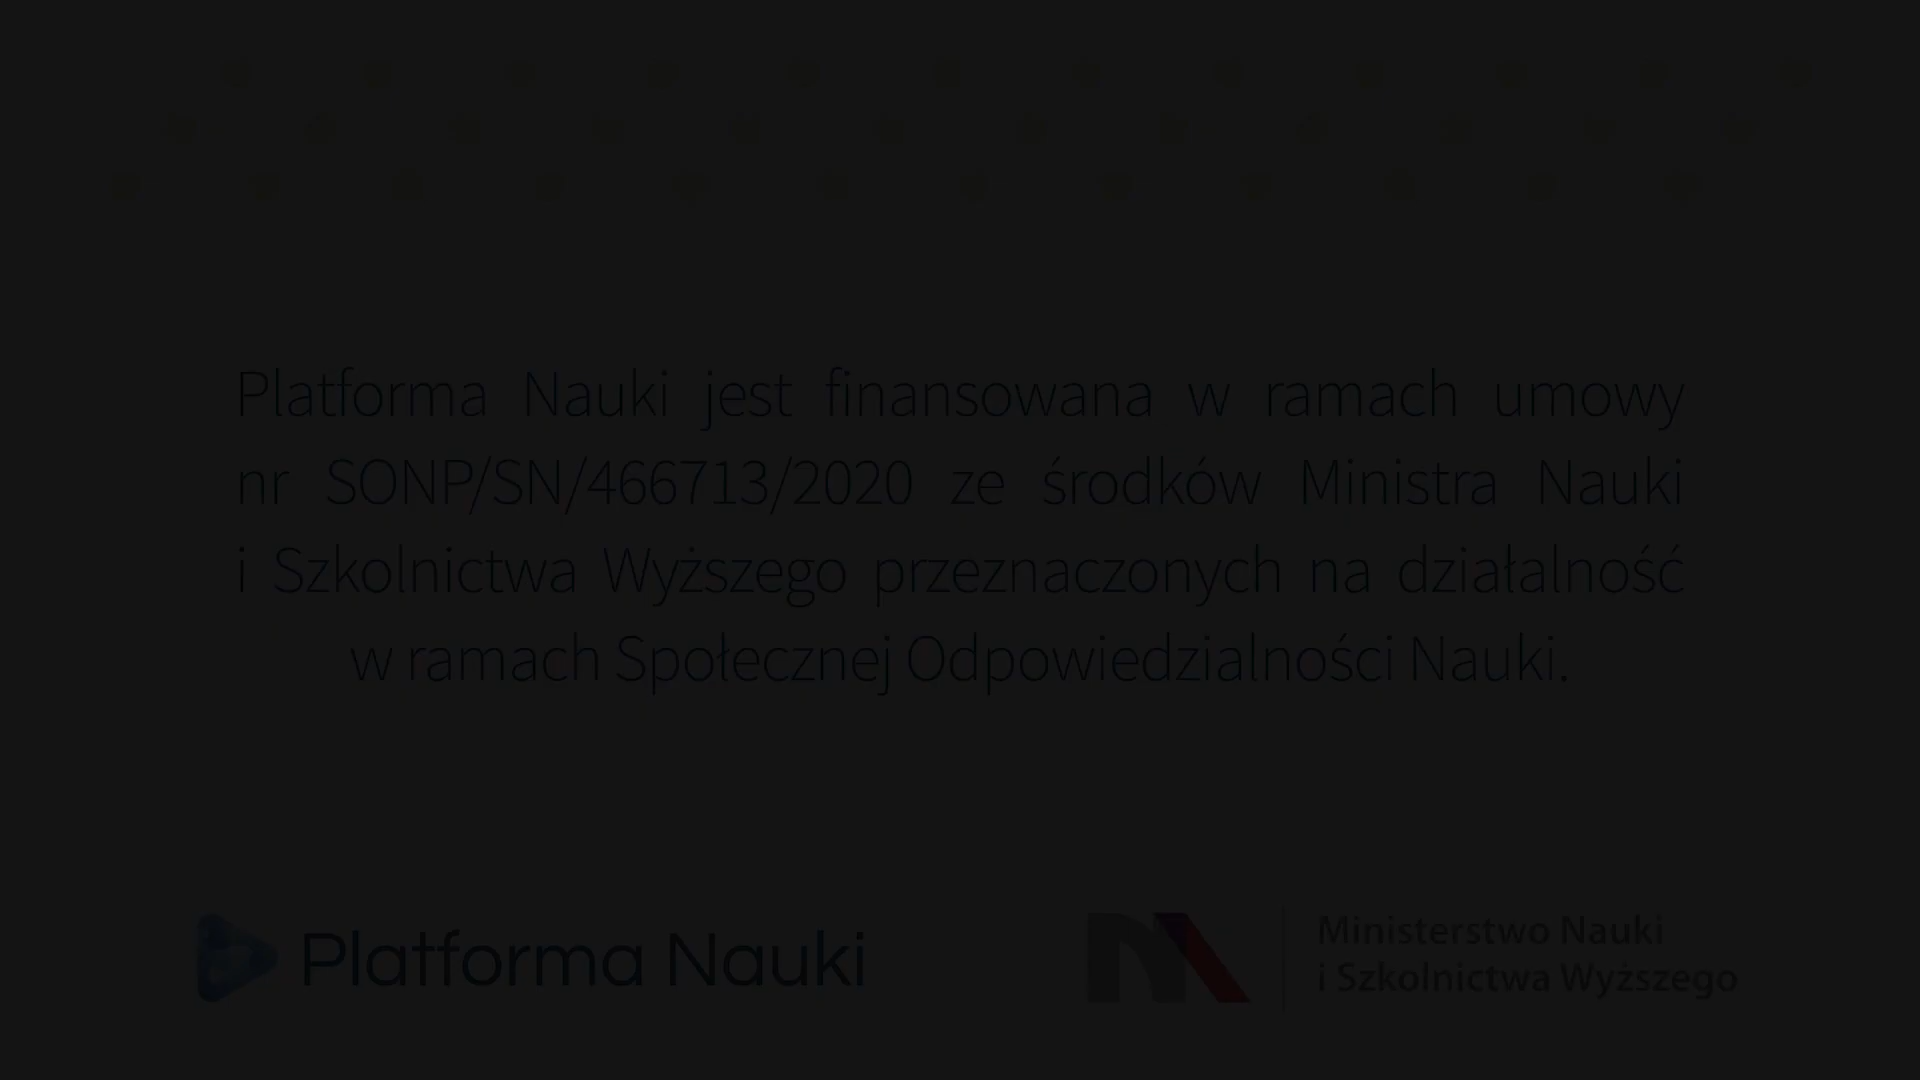 Platforma Nauki jest finansowana w ramach umowy
nr SONP/SN/466713/2020 ze środków Ministra Nauki
i Szkolnictwa Wyższego przeznaczonych na działalność
w ramach Społecznej Odpowiedzialności Nauki.
Platforma Nauki
Ministerstwo Nauki
i Szkolnictwa Wyższego